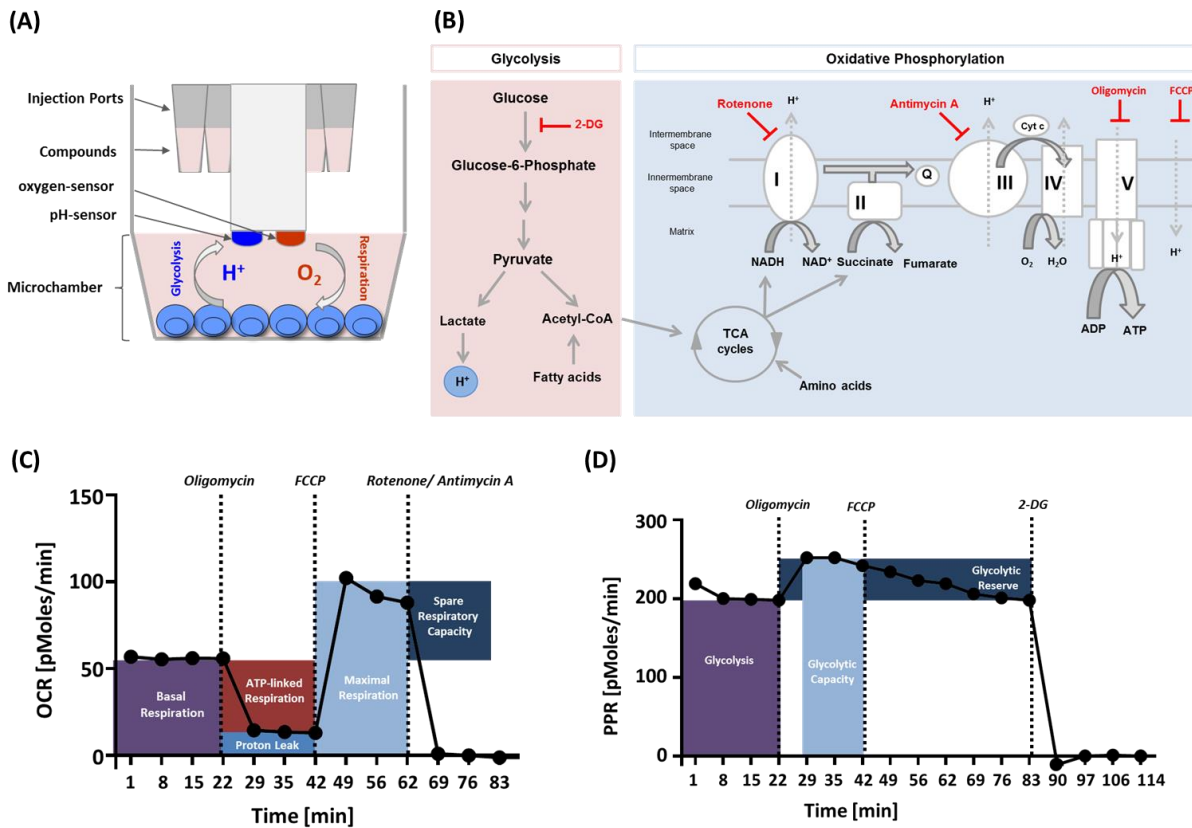 (A)
Injection Ports
Compounds
oxygen-sensor
pH-sensor
Microchamber
Glycolysis
H⁺
O₂
Respiration
(B)
Glycolysis
Glucose
2-DG
Glucose-6-Phosphate
Pyruvate
Lactate
Acetyl-CoA
H⁺
Fatty acids
Oxidative Phosphorylation
Rotenone
H⁺
Antimycin A
H⁺
Oligomycin
FCCP
Intermembrane
space
Innermembrane
space
Matrix
Cyt c
I
II
Q
III
IV
V
NADH
NAD⁺
Succinate
Fumarate
O₂
H₂O
H⁺
H⁺
ADP
ATP
TCA
cycles
Amino acids
(C)
Oligomycin
FCCP
Rotenone/ Antimycin A
OCR [pMoles/min]
150
100
50
0
Basal
Respiration
ATP-linked
Respiration
Proton Leak
Maximal
Respiration
Spare
Respiratory
Capacity
1 8 15 22 29 35 42 49 56 62 69 76 83
Time [min]
(D)
Oligomycin
FCCP
2-DG
PPR [pMoles/min]
300
200
100
0
Glycolysis
Glycolytic
Capacity
Glycolytic
Reserve
1 8 15 22 29 35 42 49 56 62 69 76 83 90 97 106 114
Time [min]